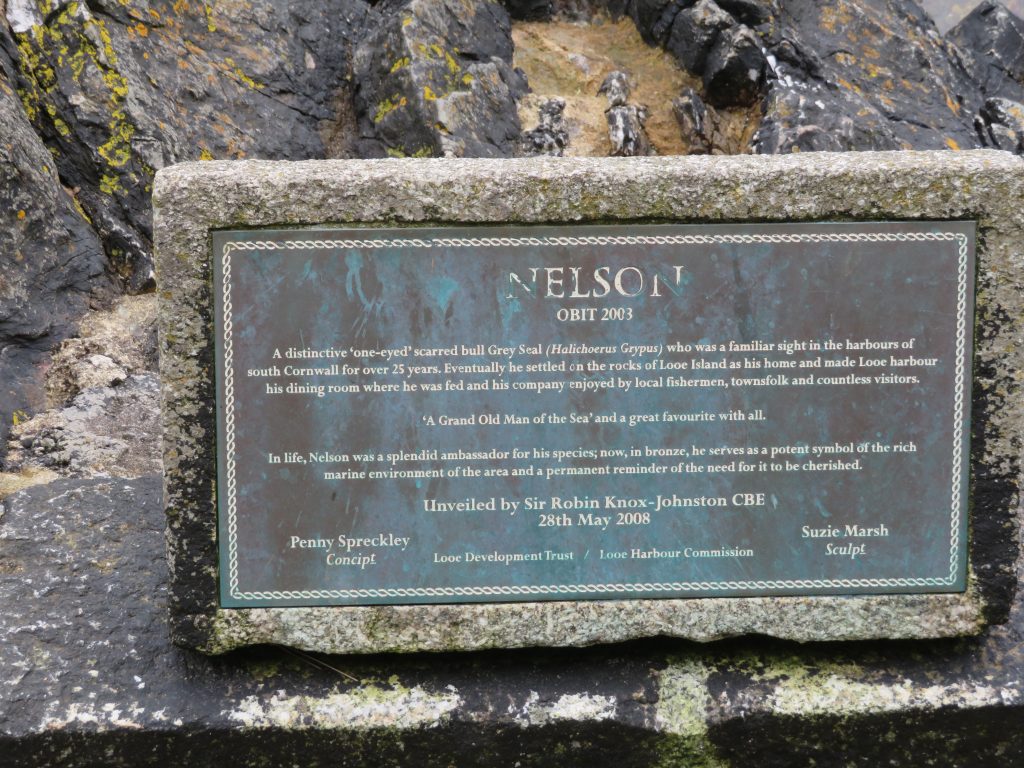 NELSON
OBIT 2003
A distinctive 'one-eyed' scarred bull Grey Seal (Halichoerus Grypus) who was a familiar sight in the harbours of
south Cornwall for over 25 years. Eventually he settled on the rocks of Looe Island as his home and made Looe harbour
his dining room where he was fed and his company enjoyed by local fishermen, townsfolk and countless visitors.
'A Grand Old Man of the Sea' and a great favourite with all.
In life, Nelson was a splendid ambassador for his species; now, in bronze, he serves as a potent symbol of the rich
marine environment of the area and a permanent reminder of the need for it to be cherished.
Unveiled by Sir Robin Knox-Johnston CBE
28th May 2008
Penny Spreckley
Concipt
Looe Development Trust / Looe Harbour Commission
Suzie Marsh
Sculpt